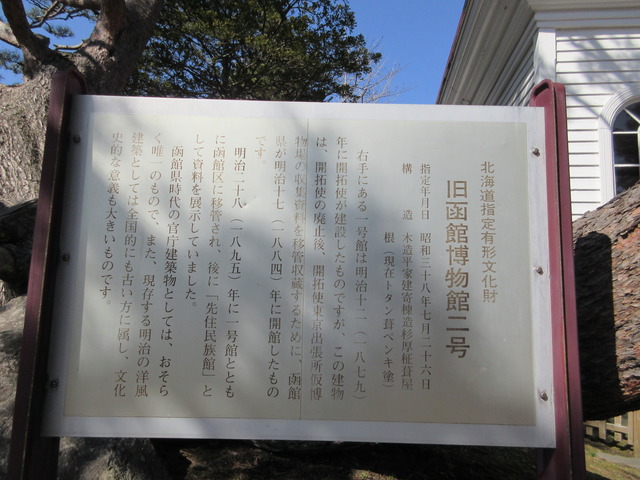 北海道指定有形文化財
旧函館博物館二号
指定年月日　昭和三十八年七月二十六日
構　　造　木造平家建寄棟造杉厚柾葺屋
根（現在トタン葺ペンキ塗）
右手にある一号館は明治十二（一八七九）
年に開拓使が建設したものですが、この建物
は、開拓使の廃止後、開拓使東京出張所仮博
物場の収集資料を移管収蔵するために、函館
県が明治十七（一八八四）年に開館したもの
です。
明治二十八（一八九五）年に一号館ととも
に函館区に移管され、後に「先住民族館」と
して資料を展示していました。
函館県時代の官庁建築物としては、おそら
く唯一のもので、また、現存する明治の洋風
建築としては全国的にも古い方に属し、文化
史的な意義も大きいものです。